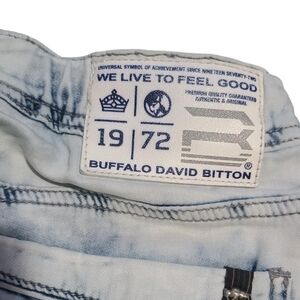 UNIVERSAL SYMBOL OF ACHIEVEMENT SINCE NINETEEN SEVENTY-TWO
WE LIVE TO FEEL GOOD
PREMIUM QUALITY GUARANTEED
AUTHENTIC & ORIGINAL
19 72
®
BUFFALO DAVID BITTON